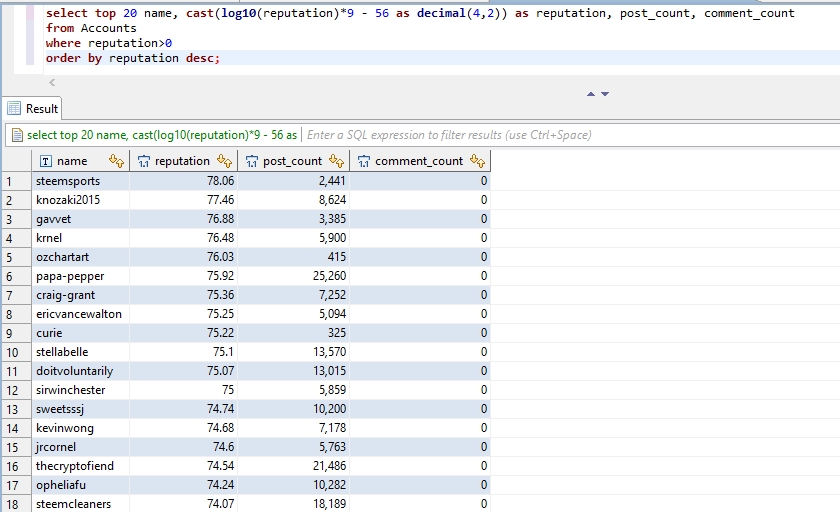 select top 20 name, cast(log10(reputation)*9 - 56 as decimal(4,2)) as reputation, post_count, comment_count
from Accounts
where reputation>0
order by reputation desc;
Result
select top 20 name, cast(log10(reputation)*9 - 56 as Enter a SQL expression to filter results (use Ctrl+Space)
name reputation post_count comment_count
1 steemsports 78.06 2,441 0
2 knozaki2015 77.46 8,624 0
3 gavvet 76.88 3,385 0
4 krnel 76.48 5,900 0
5 ozchartart 76.03 415 0
6 papa-pepper 75.92 25,260 0
7 craig-grant 75.36 7,252 0
8 ericvancewalton 75.25 5,094 0
9 curie 75.22 325 0
10 stellabelle 75.1 13,570 0
11 doitvoluntarily 75.07 13,015 0
12 sirwinchester 75 5,859 0
13 sweetsssj 74.74 10,200 0
14 kevinwong 74.68 7,178 0
15 jrcornel 74.6 5,763 0
16 thecryptofiend 74.54 21,486 0
17 opheliafu 74.24 10,282 0
18 steemcleaners 74.07 18,189 0